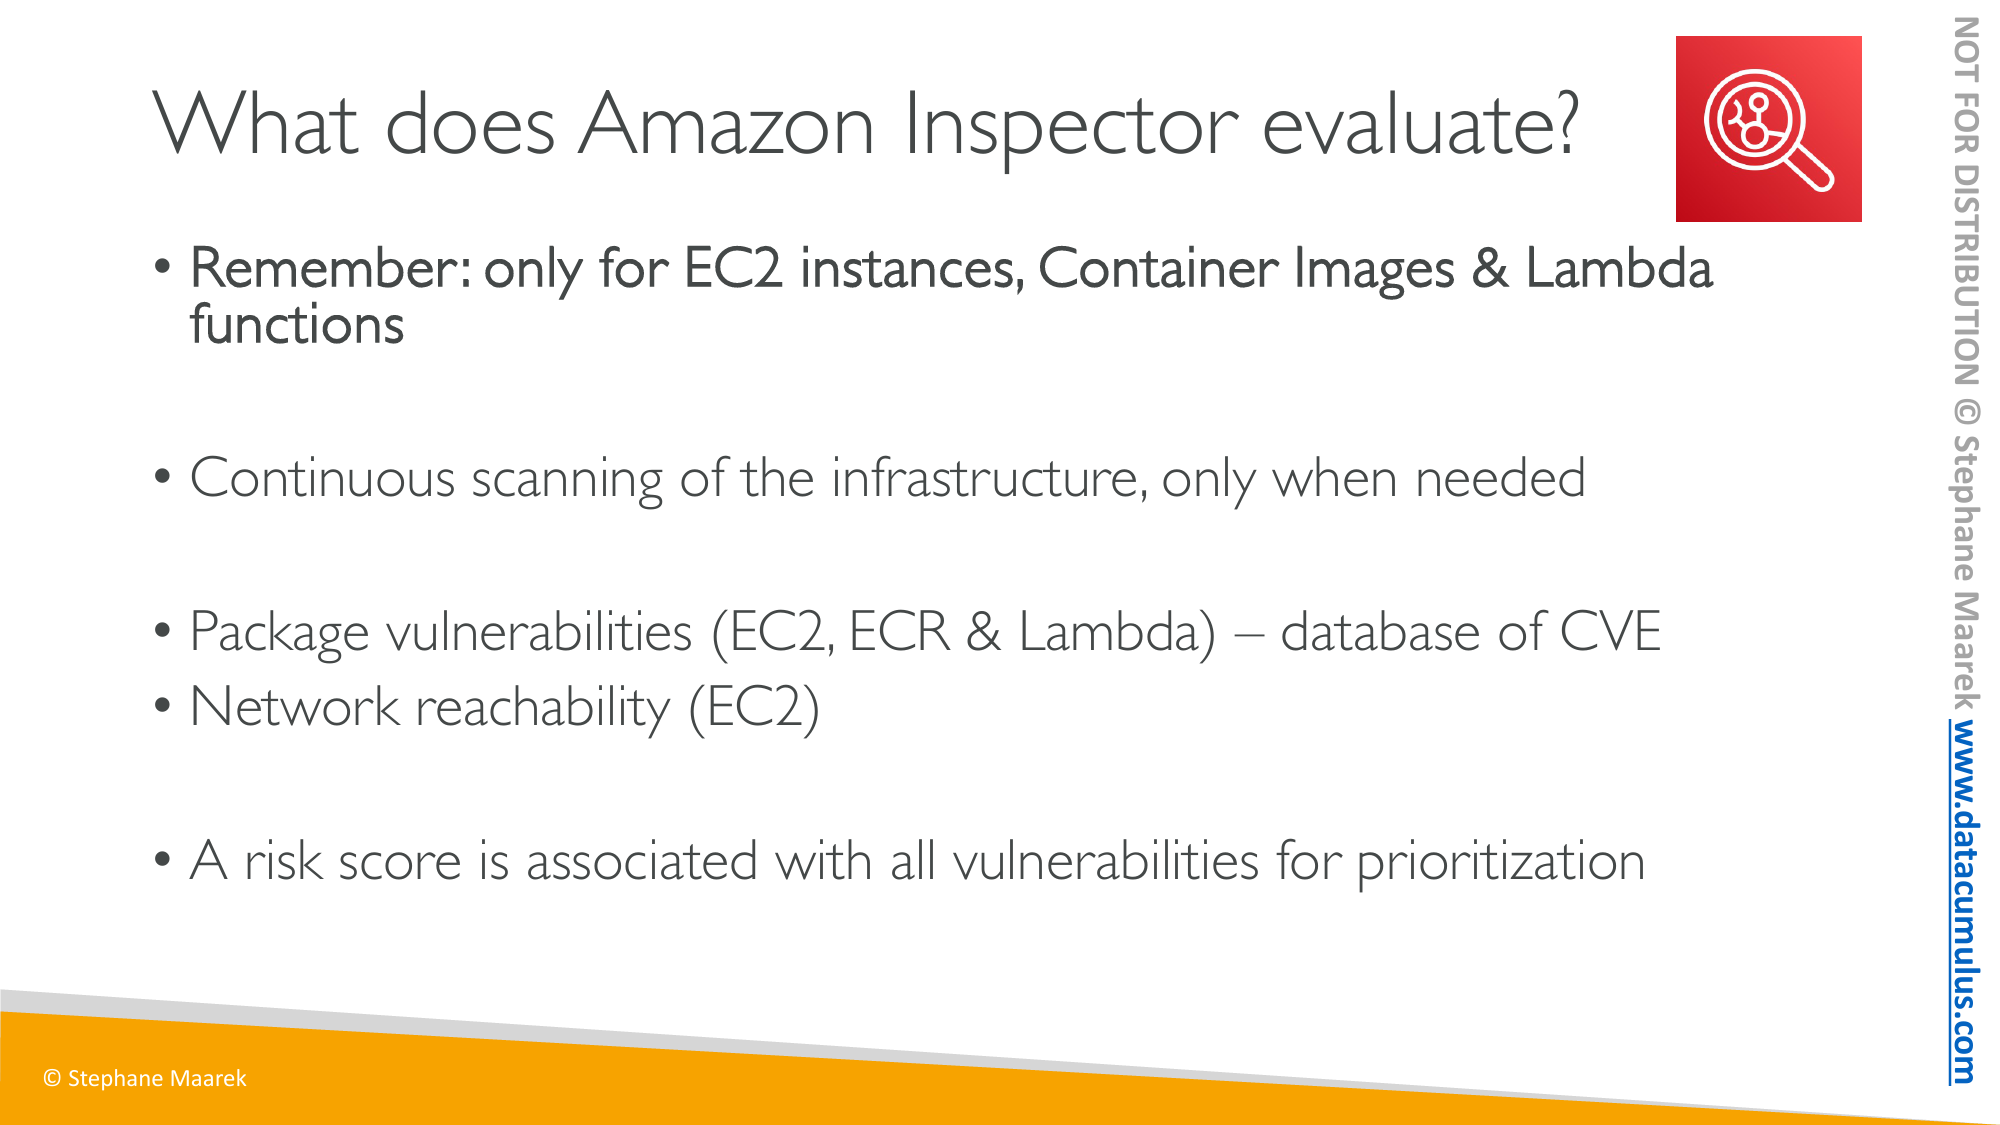 What does Amazon Inspector evaluate?
• Remember: only for EC2 instances, Container Images & Lambda
functions
• Continuous scanning of the infrastructure, only when needed
• Package vulnerabilities (EC2, ECR & Lambda) – database of CVE
• Network reachability (EC2)
• A risk score is associated with all vulnerabilities for prioritization
© Stephane Maarek
NOT FOR DISTRIBUTION © Stephane Maarek www.datacumulus.com